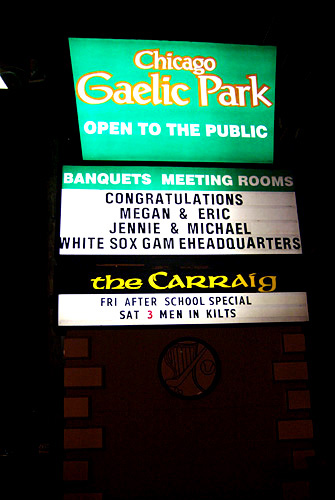 Chicago
Gaelic Park
OPEN TO THE PUBLIC
BANQUETS MEETING ROOMS
CONGRATULATIONS
MEGAN & ERIC
JENNIE & MICHAEL
WHITE SOX GAM EHEADQUARTERS
the CARRAIG
FRI AFTER SCHOOL SPECIAL
SAT 3 MEN IN KILTS